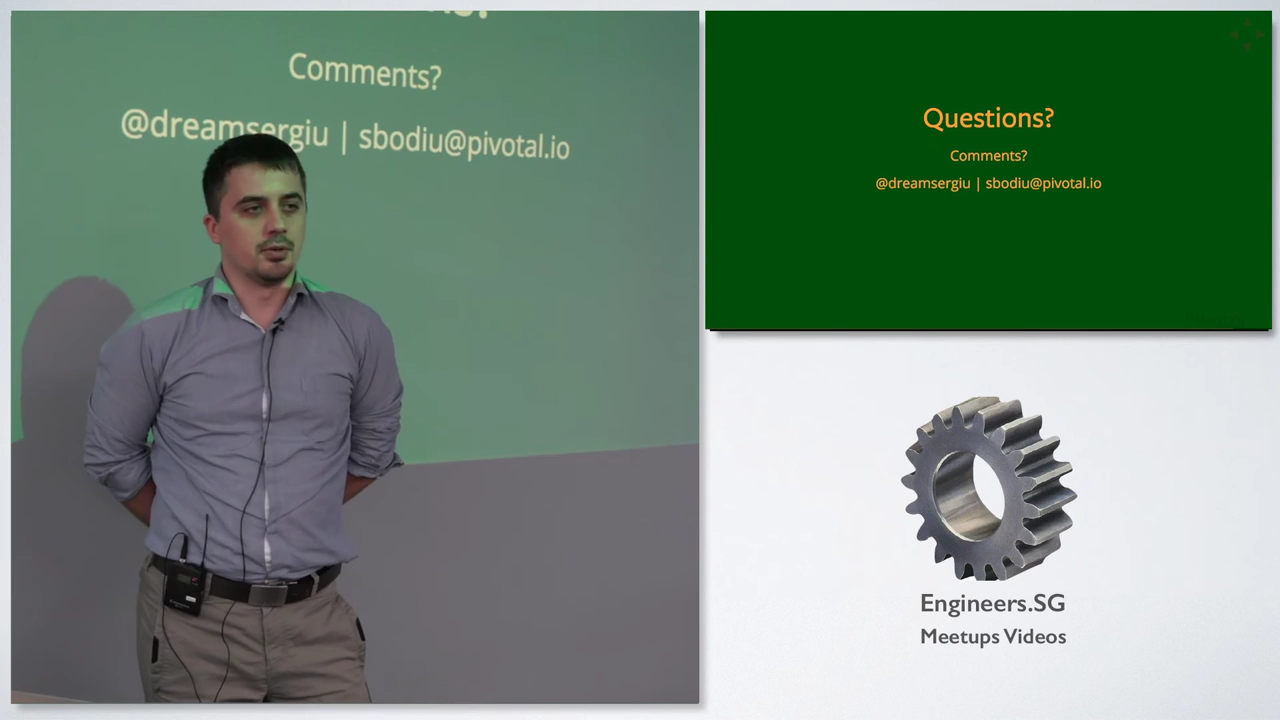 Comments?
@dreamsergiu | sbodiu@pivotal.io
Questions?
Comments?
@dreamsergiu | sbodiu@pivotal.io
Engineers.SG
Meetups Videos